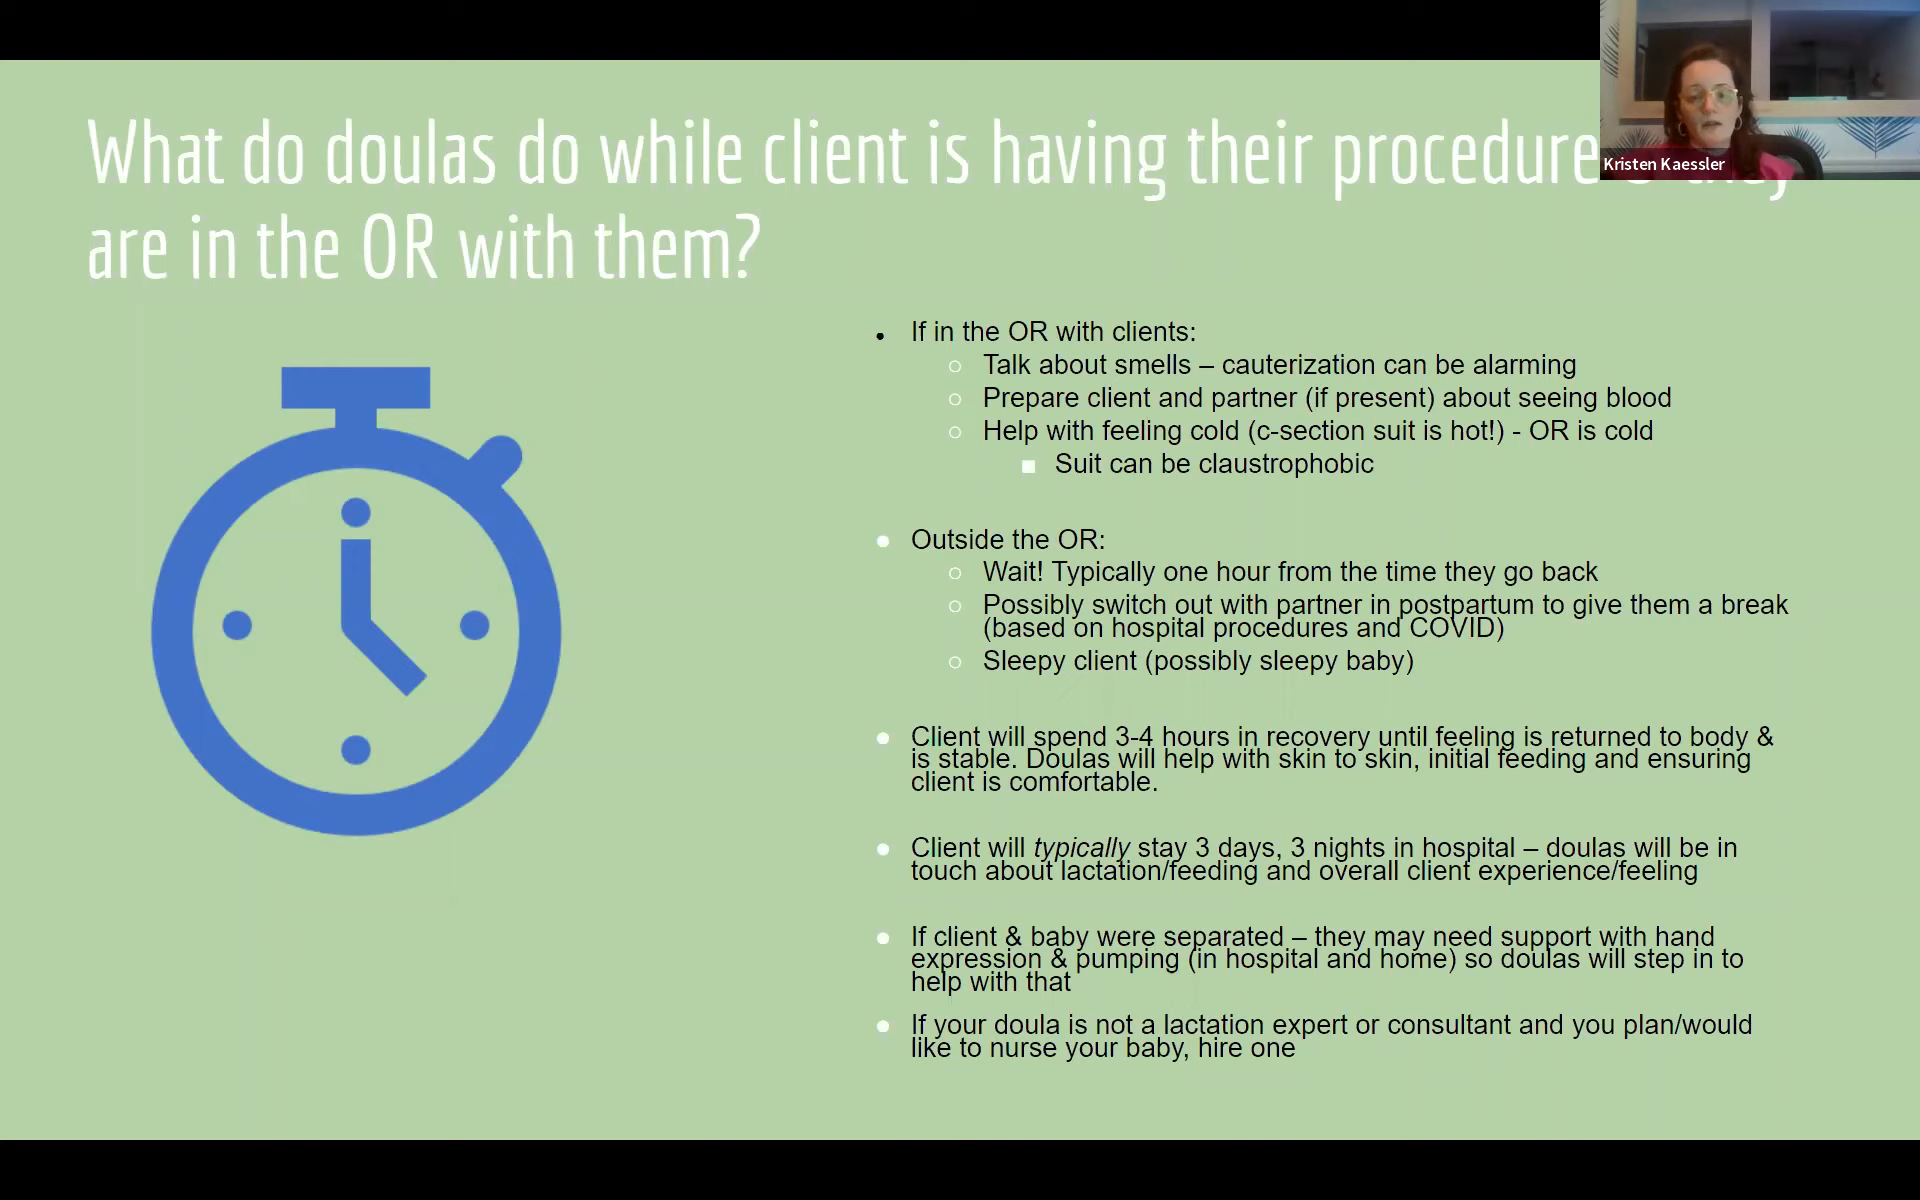 What do doulas do while client is having their procedure
are in the OR with them?
Kristen Kaessler
• If in the OR with clients:
○ Talk about smells – cauterization can be alarming
○ Prepare client and partner (if present) about seeing blood
○ Help with feeling cold (c-section suit is hot!) - OR is cold
■ Suit can be claustrophobic
● Outside the OR:
○ Wait! Typically one hour from the time they go back
○ Possibly switch out with partner in postpartum to give them a break
(based on hospital procedures and COVID)
○ Sleepy client (possibly sleepy baby)
● Client will spend 3-4 hours in recovery until feeling is returned to body &
is stable. Doulas will help with skin to skin, initial feeding and ensuring
client is comfortable.
● Client will typically stay 3 days, 3 nights in hospital – doulas will be in
touch about lactation/feeding and overall client experience/feeling
● If client & baby were separated – they may need support with hand
expression & pumping (in hospital and home) so doulas will step in to
help with that
● If your doula is not a lactation expert or consultant and you plan/would
like to nurse your baby, hire one